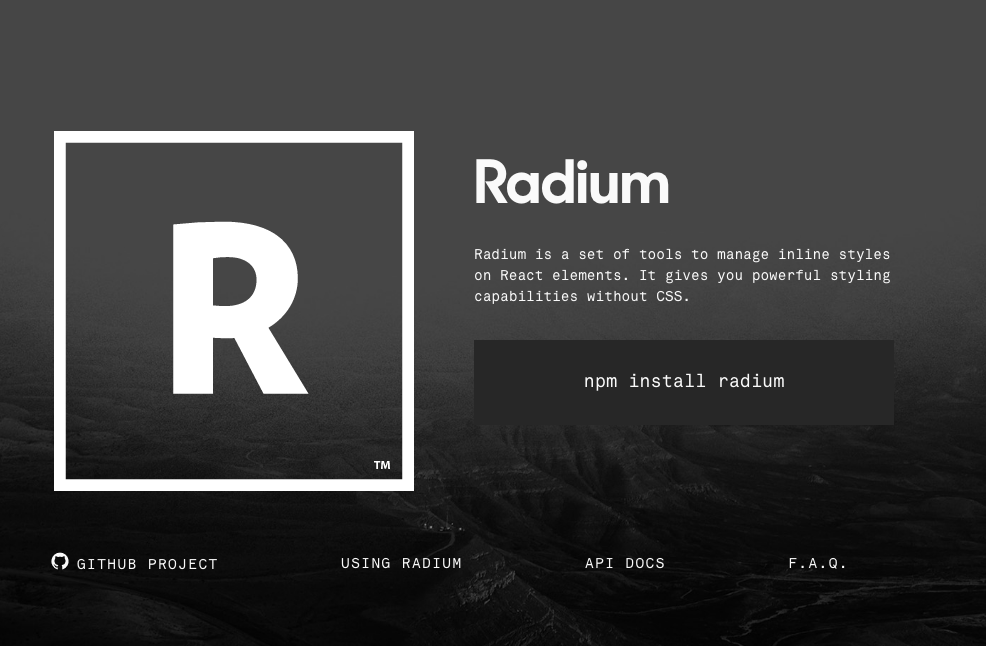 R
TM
Radium
Radium is a set of tools to manage inline styles
on React elements. It gives you powerful styling
capabilities without CSS.
npm install radium
GITHUB PROJECT
USING RADIUM
API DOCS
F.A.Q.